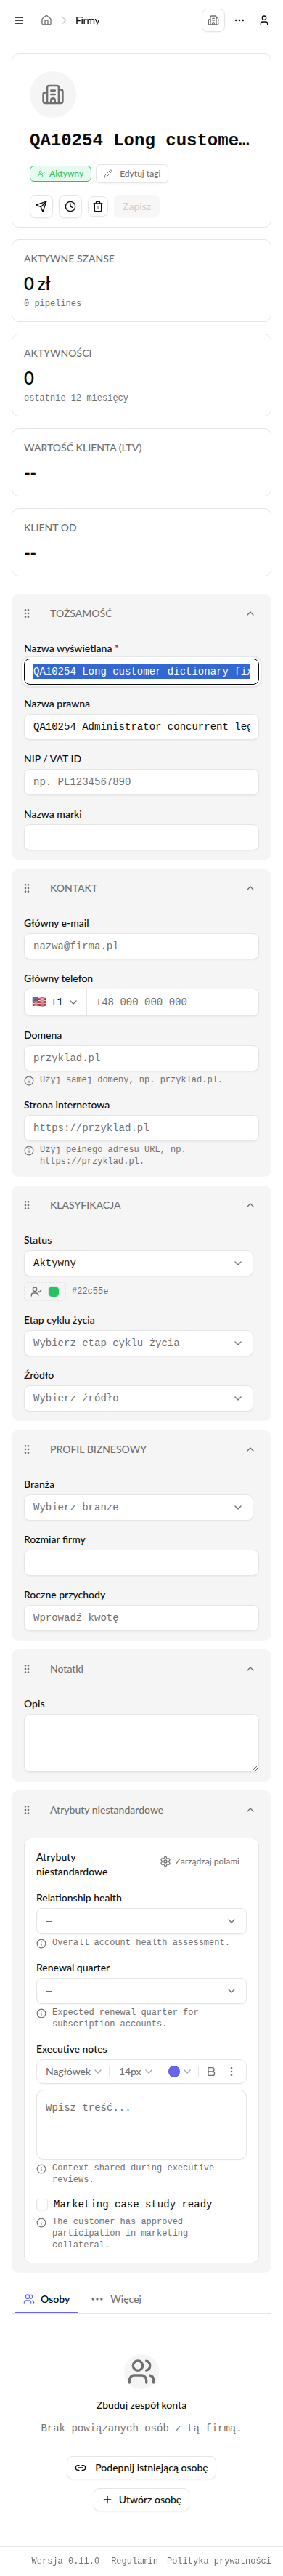 Firmy
QA10254 Long custome…
Aktywny
Edytuj tagi
Zapisz
AKTYWNE SZANSE
0 zł
0 pipelines
AKTYWNOŚCI
0
ostatnie 12 miesięcy
WARTOŚĆ KLIENTA (LTV)
--
KLIENT OD
--
TOŻSAMOŚĆ
Nazwa wyświetlana *
QA10254 Long customer dictionary fix
Nazwa prawna
QA10254 Administrator concurrent leg
NIP / VAT ID
np. PL1234567890
Nazwa marki
KONTAKT
Główny e-mail
nazwa@firma.pl
Główny telefon
+1
+48 000 000 000
Domena
przyklad.pl
Użyj samej domeny, np. przyklad.pl.
Strona internetowa
https://przyklad.pl
Użyj pełnego adresu URL, np.
https://przyklad.pl.
KLASYFIKACJA
Status
Aktywny
#22c55e
Etap cyklu życia
Wybierz etap cyklu życia
Źródło
Wybierz źródło
PROFIL BIZNESOWY
Branża
Wybierz branze
Rozmiar firmy
Roczne przychody
Wprowadź kwotę
Notatki
Opis
Atrybuty niestandardowe
Atrybuty
niestandardowe
Zarządzaj polami
Relationship health
—
Overall account health assessment.
Renewal quarter
—
Expected renewal quarter for
subscription accounts.
Executive notes
Nagłówek
14px
B
Wpisz treść...
Context shared during executive
reviews.
Marketing case study ready
The customer has approved
participation in marketing
collateral.
Osoby
Więcej
Zbuduj zespół konta
Brak powiązanych osób z tą firmą.
Podepnij istniejącą osobę
Utwórz osobę
Wersja 0.11.0
Regulamin
Polityka prywatności